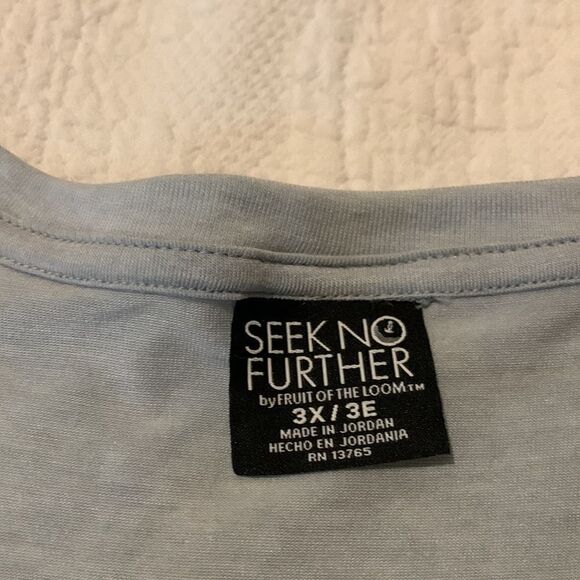 SEEK NO
FURTHER
by FRUIT OF THE LOOM™
3X / 3E
MADE IN JORDAN
HECHO EN JORDANIA
RN 13765